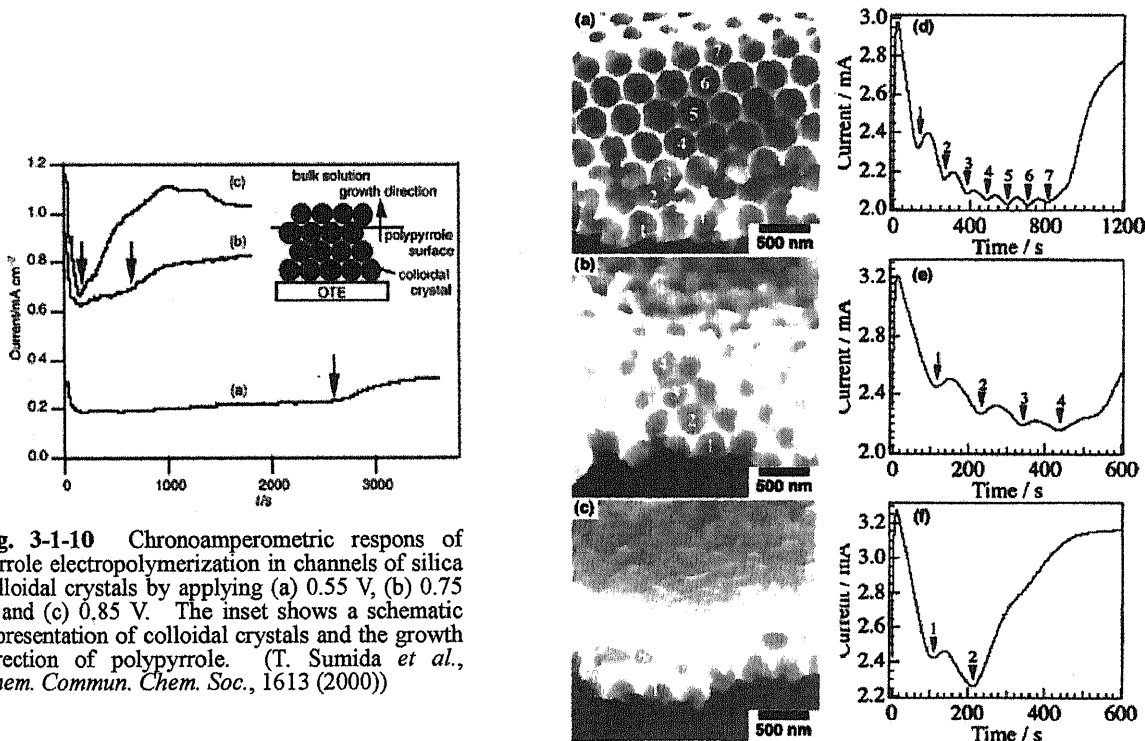 1.2
1.0
0.8
0.6
0.4
0.2
0.0
Current/mA cm⁻²
0
1000
2000
3000
t/s
(c)
(b)
(a)
bulk solution
growth direction
polypyrrole
surface
colloidal
crystal
OTE
g. 3-1-10 Chronoamperometric respons of
rrole electropolymerization in channels of silica
lloidal crystals by applying (a) 0.55 V, (b) 0.75
and (c) 0.85 V. The inset shows a schematic
presentation of colloidal crystals and the growth
rection of polypyrrole. (T. Sumida et al.,
em. Commun. Chem. Soc., 1613 (2000))
(a)
7
6
5
4
3
2
1
500 nm
(b)
3
2
1
500 nm
(c)
500 nm
(d)
3.0
2.6
2.2
2.0
Current / mA
2
3
4
5
6
7
0
400
800
1200
Time / s
(e)
3.2
2.8
2.4
2.0
Current / mA
2
3
4
0
200
400
600
Time / s
(f)
3.2
3.0
2.8
2.6
2.4
2.2
Current / mA
1
2
0
200
400
600
Time / s